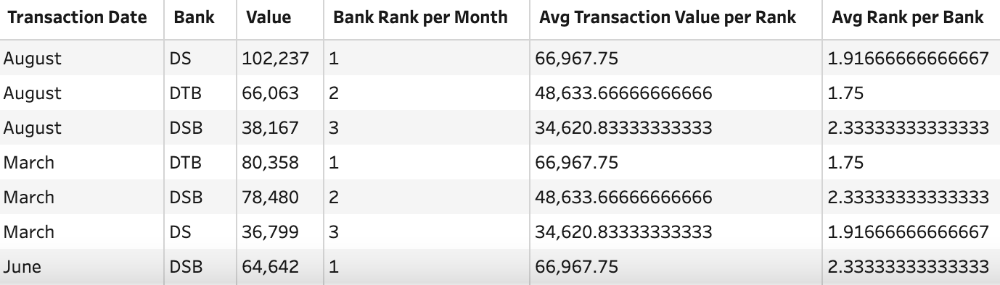 Transaction Date Bank Value Bank Rank per Month Avg Transaction Value per Rank Avg Rank per Bank
August DS 102,237 1 66,967.75 1.91666666666667
August DTB 66,063 2 48,633.66666666666 1.75
August DSB 38,167 3 34,620.83333333333 2.33333333333333
March DTB 80,358 1 66,967.75 1.75
March DSB 78,480 2 48,633.66666666666 2.33333333333333
March DS 36,799 3 34,620.83333333333 1.91666666666667
June DSB 64,642 1 66,967.75 2.33333333333333